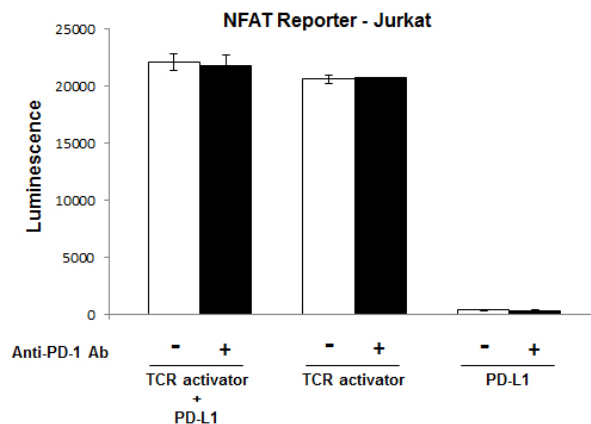 NFAT Reporter - Jurkat
25000
20000
15000
10000
5000
0
Luminescence
Anti-PD-1 Ab - + - + - +
TCR activator
+
PD-L1
TCR activator
PD-L1